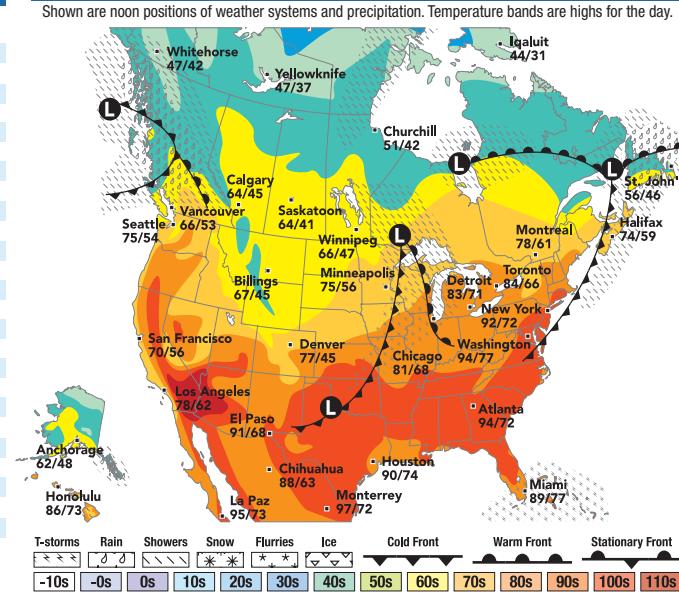 Shown are noon positions of weather systems and precipitation. Temperature bands are highs for the day.
Whitehorse
47/42
Yellowknife
47/37
Iqaluit
44/31
L
Churchill
51/42
L
L
Calgary
64/45
St. John
56/46
Vancouver
66/53
Saskatoon
64/41
Seattle
75/54
Winnipeg
66/47
L
Montreal
78/61
Halifax
74/59
Billings
67/45
Minneapolis
75/56
Detroit
83/71
Toronto
84/66
New York
92/72
San Francisco
70/56
Denver
77/45
Chicago
81/68
Washington
94/77
Los Angeles
78/62
L
El Paso
91/68
Atlanta
94/72
Anchorage
62/48
Chihuahua
88/63
Houston
90/74
Honolulu
86/73
La Paz
95/73
Monterrey
97/72
Miami
89/77
T-storms Rain Showers Snow Flurries Ice Cold Front Warm Front Stationary Front
-10s -0s 0s 10s 20s 30s 40s 50s 60s 70s 80s 90s 100s 110s